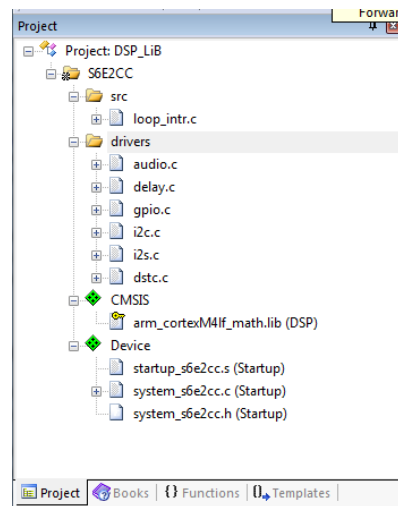 Forwar
Project
Project: DSP_LiB
S6E2CC
src
loop_intr.c
drivers
audio.c
delay.c
gpio.c
i2c.c
i2s.c
dstc.c
CMSIS
arm_cortexM4lf_math.lib (DSP)
Device
startup_s6e2cc.s (Startup)
system_s6e2cc.c (Startup)
system_s6e2cc.h (Startup)
Project Books {} Functions 0 Templates